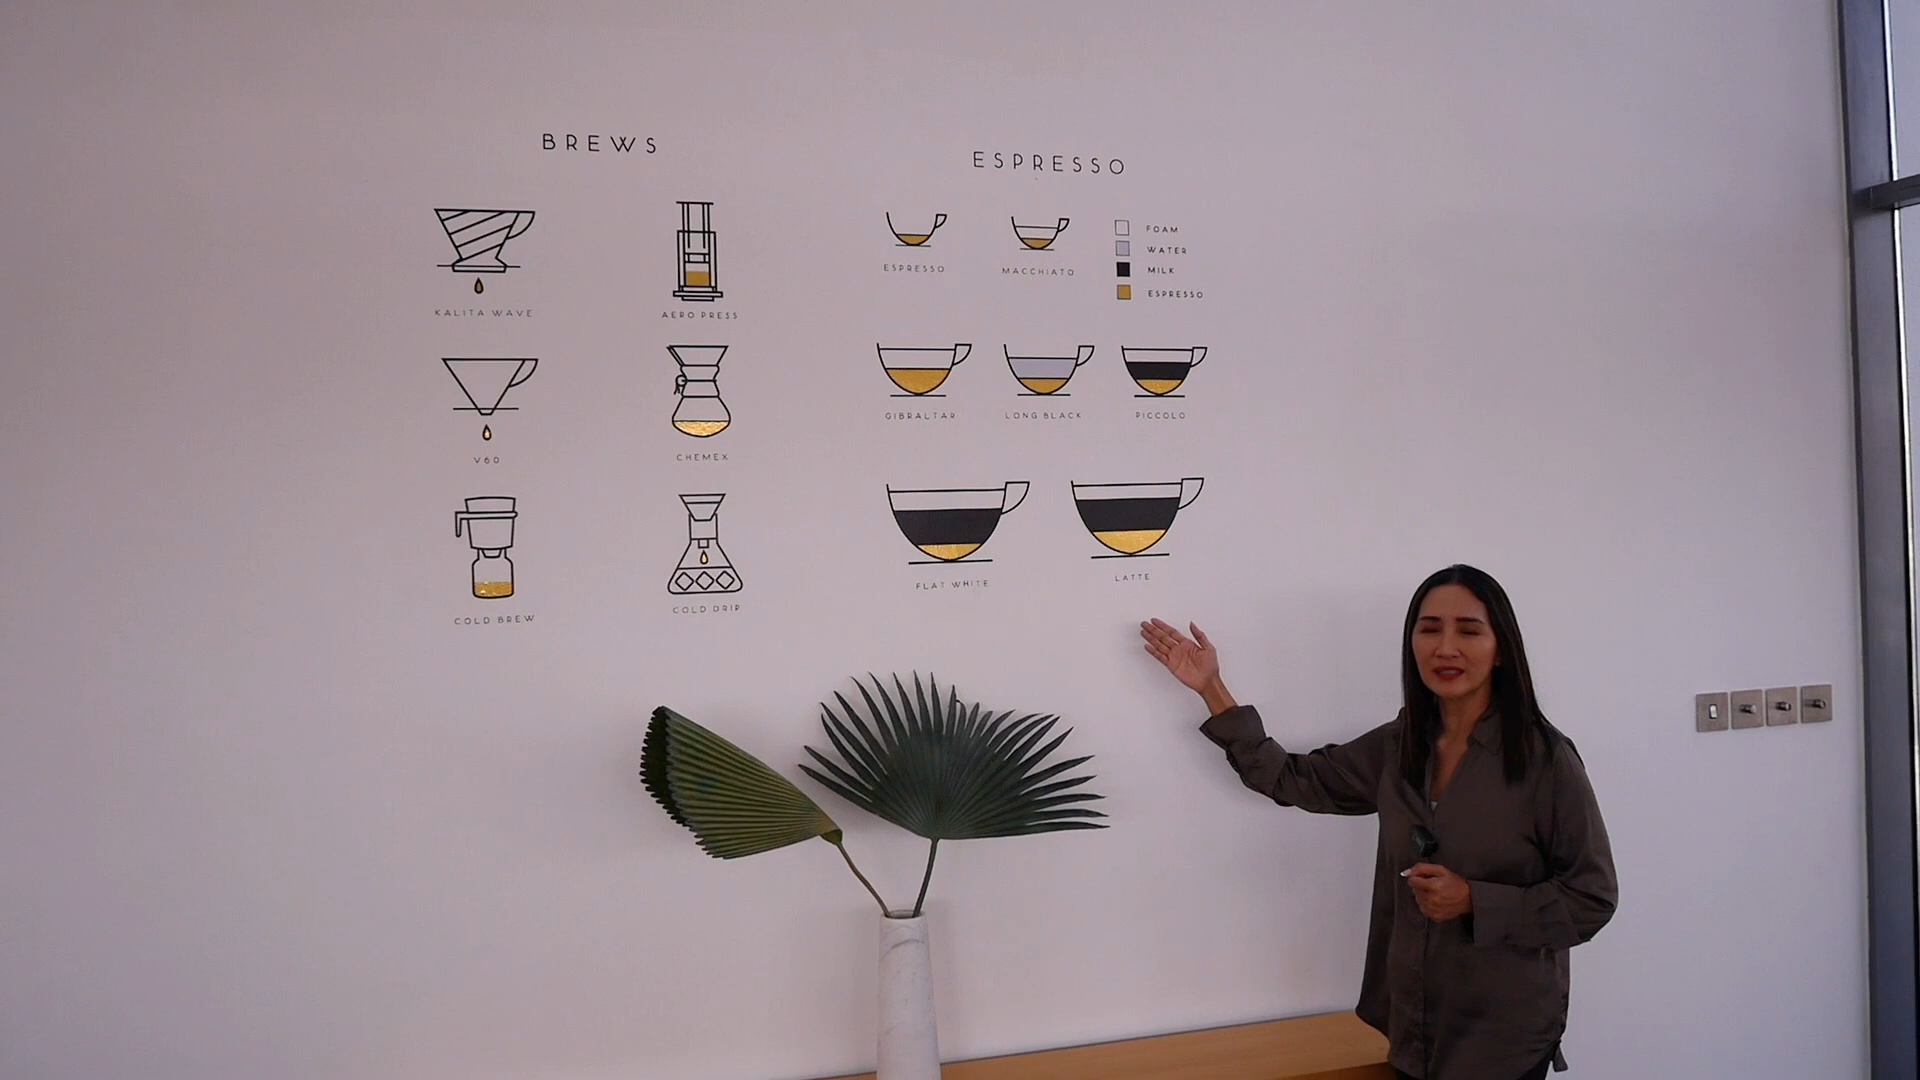 BREWS
KALITA WAVE
AERO PRESS
V60
CHEMEX
COLD BREW
COLD DRIP
ESPRESSO
ESPRESSO
MACCHIATO
FOAM
WATER
MILK
ESPRESSO
GIBRALTAR
LONG BLACK
PICCOLO
FLAT WHITE
LATTE